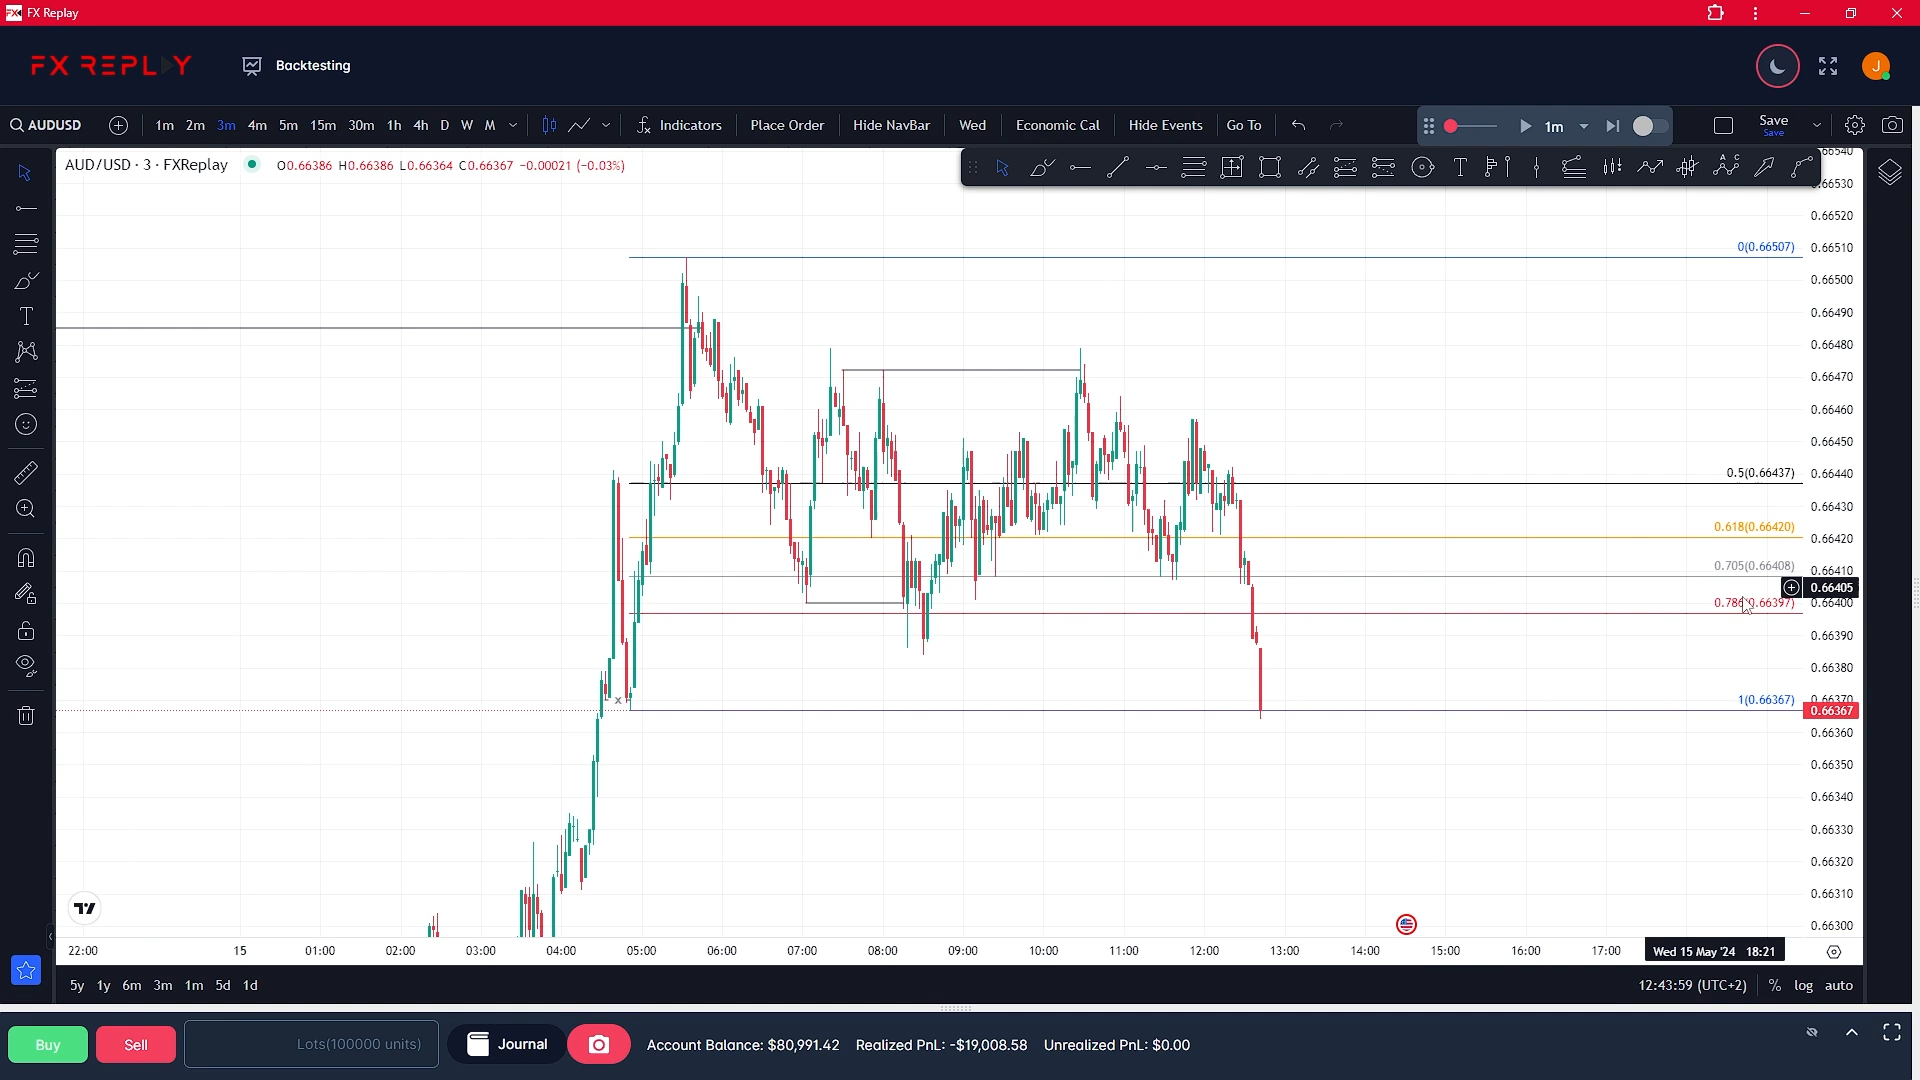 FX Replay
FX REPLAY
Backtesting
J
AUDUSD 1m 2m 3m 4m 5m 15m 30m 1h 4h D W M Indicators Place Order Hide NavBar Wed Economic Cal Hide Events Go To 1m Save
Save
AUD/USD · 3 · FXReplay O0.66386 H0.66386 L0.66364 C0.66367 −0.00021 (−0.03%)
0.66530
0.66520
0(0.66507) 0.66510
0.66500
0.66490
0.66480
0.66470
0.66460
0.66450
0.5(0.66437) 0.66440
0.66430
0.618(0.66420) 0.66420
0.705(0.66408) 0.66410
0.66405
0.786(0.66397) 0.66400
0.66390
0.66380
x 1(0.66367) 0.66370
0.66367
0.66360
0.66350
0.66340
0.66330
0.66320
0.66310
0.66300
22:00 15 01:00 02:00 03:00 04:00 05:00 06:00 07:00 08:00 09:00 10:00 11:00 12:00 13:00 14:00 15:00 16:00 17:00 Wed 15 May '24 18:21
5y 1y 6m 3m 1m 5d 1d 12:43:59 (UTC+2) % log auto
Buy Sell Lots(100000 units) Journal Account Balance: $80,991.42 Realized PnL: -$19,008.58 Unrealized PnL: $0.00